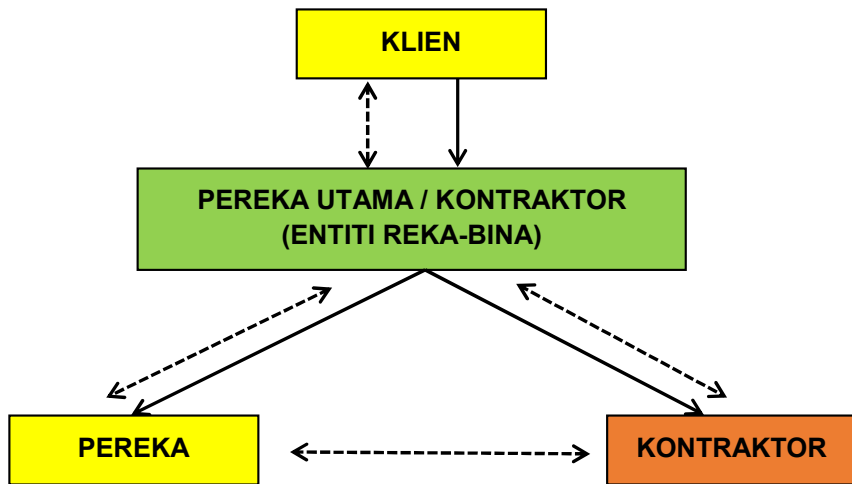 KLIEN
PEREKA UTAMA / KONTRAKTOR
(ENTITI REKA-BINA)
PEREKA
KONTRAKTOR